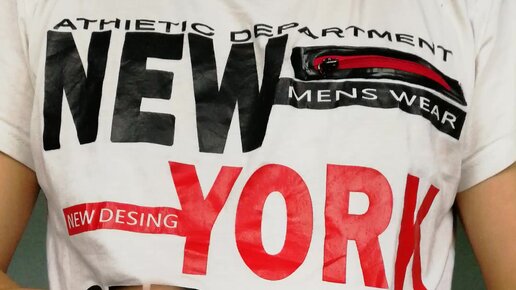 ATHIETIC DEPARTMENT
NEW
MENS WEAR
NEW DESING
YORK